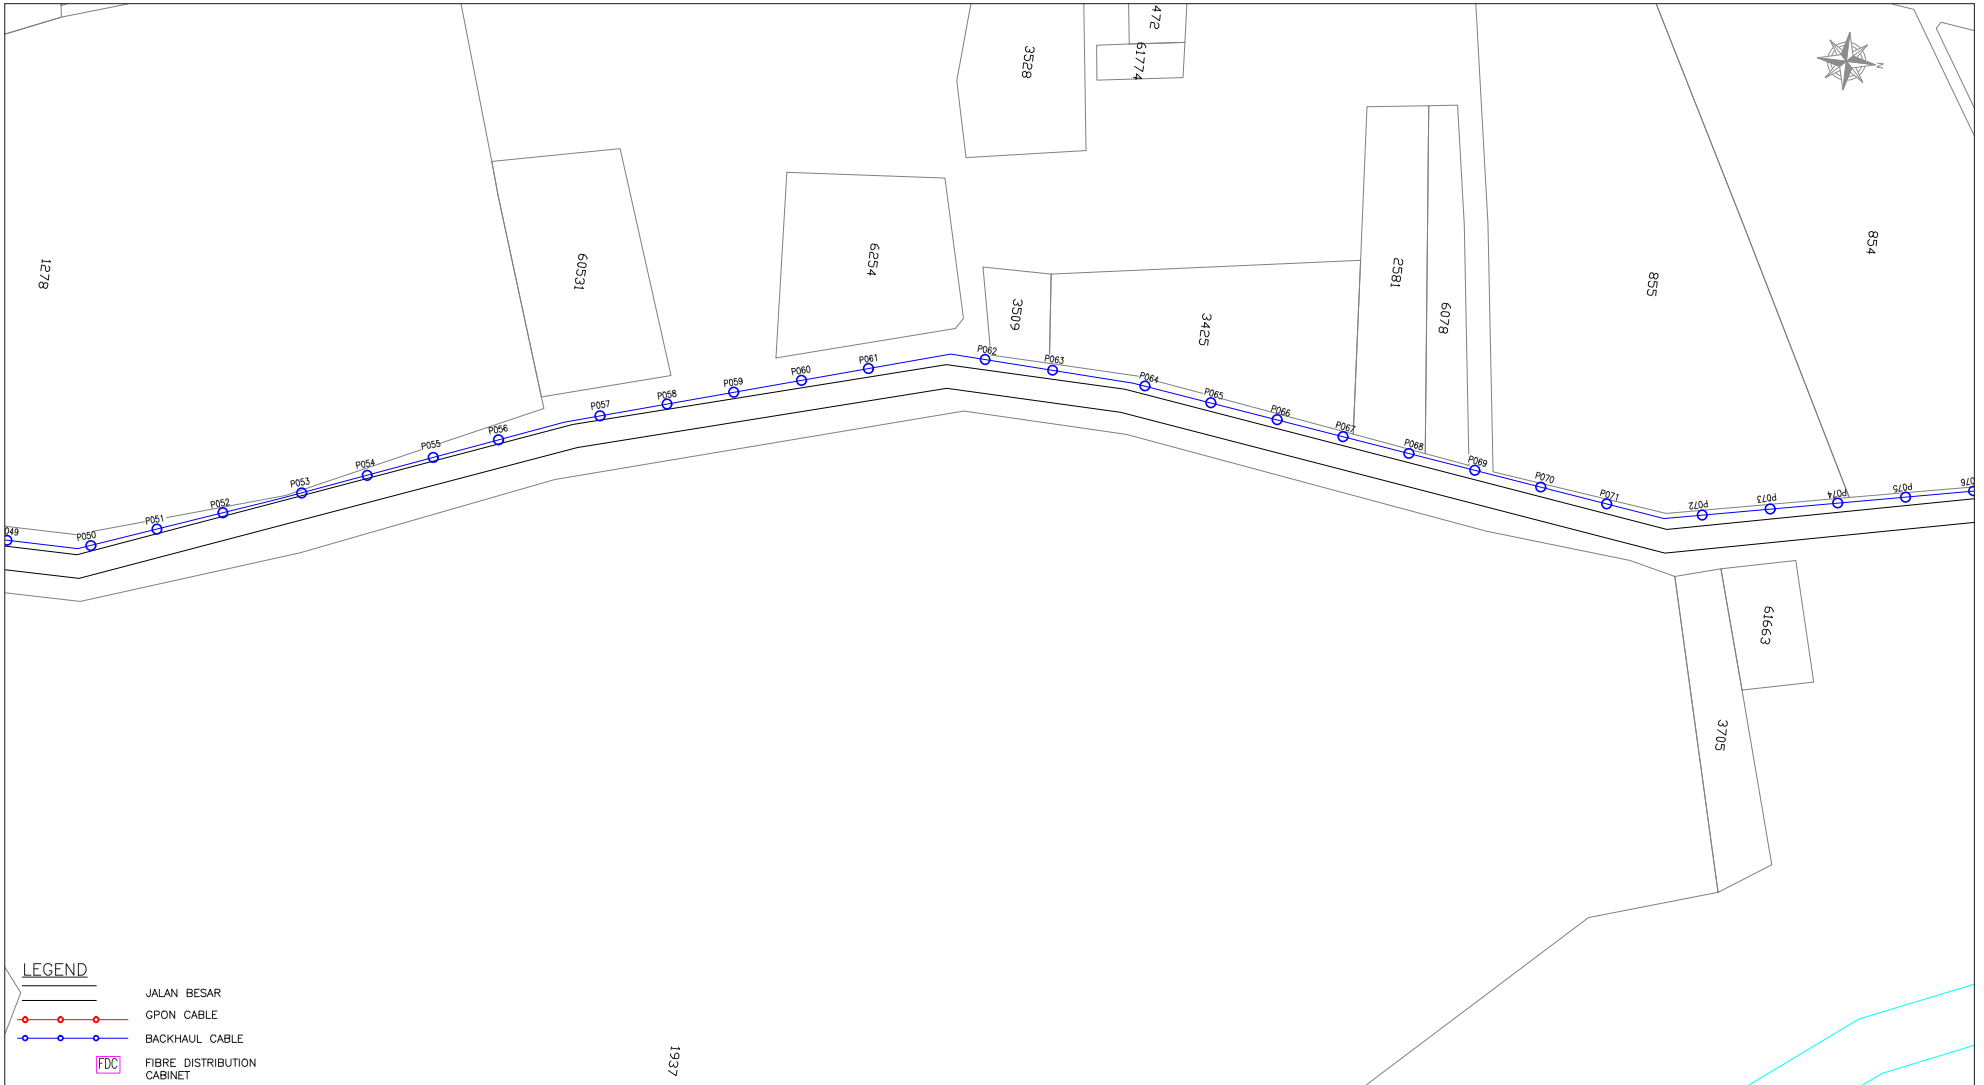 472
3528
61774
N
854
6254
1278
60531
2581
855
3509
6078
3425
P062
P063
P061
P060
P064
P059
P065
P058
P057
P066
P067
P056
P068
P055
P069
P054
P070
P053
P071
P076
P075
P074
P073
P072
P052
P051
P050
049
61663
3705
LEGEND
JALAN BESAR
GPON CABLE
BACKHAUL CABLE
FDC
FIBRE DISTRIBUTION
CABINET
1937